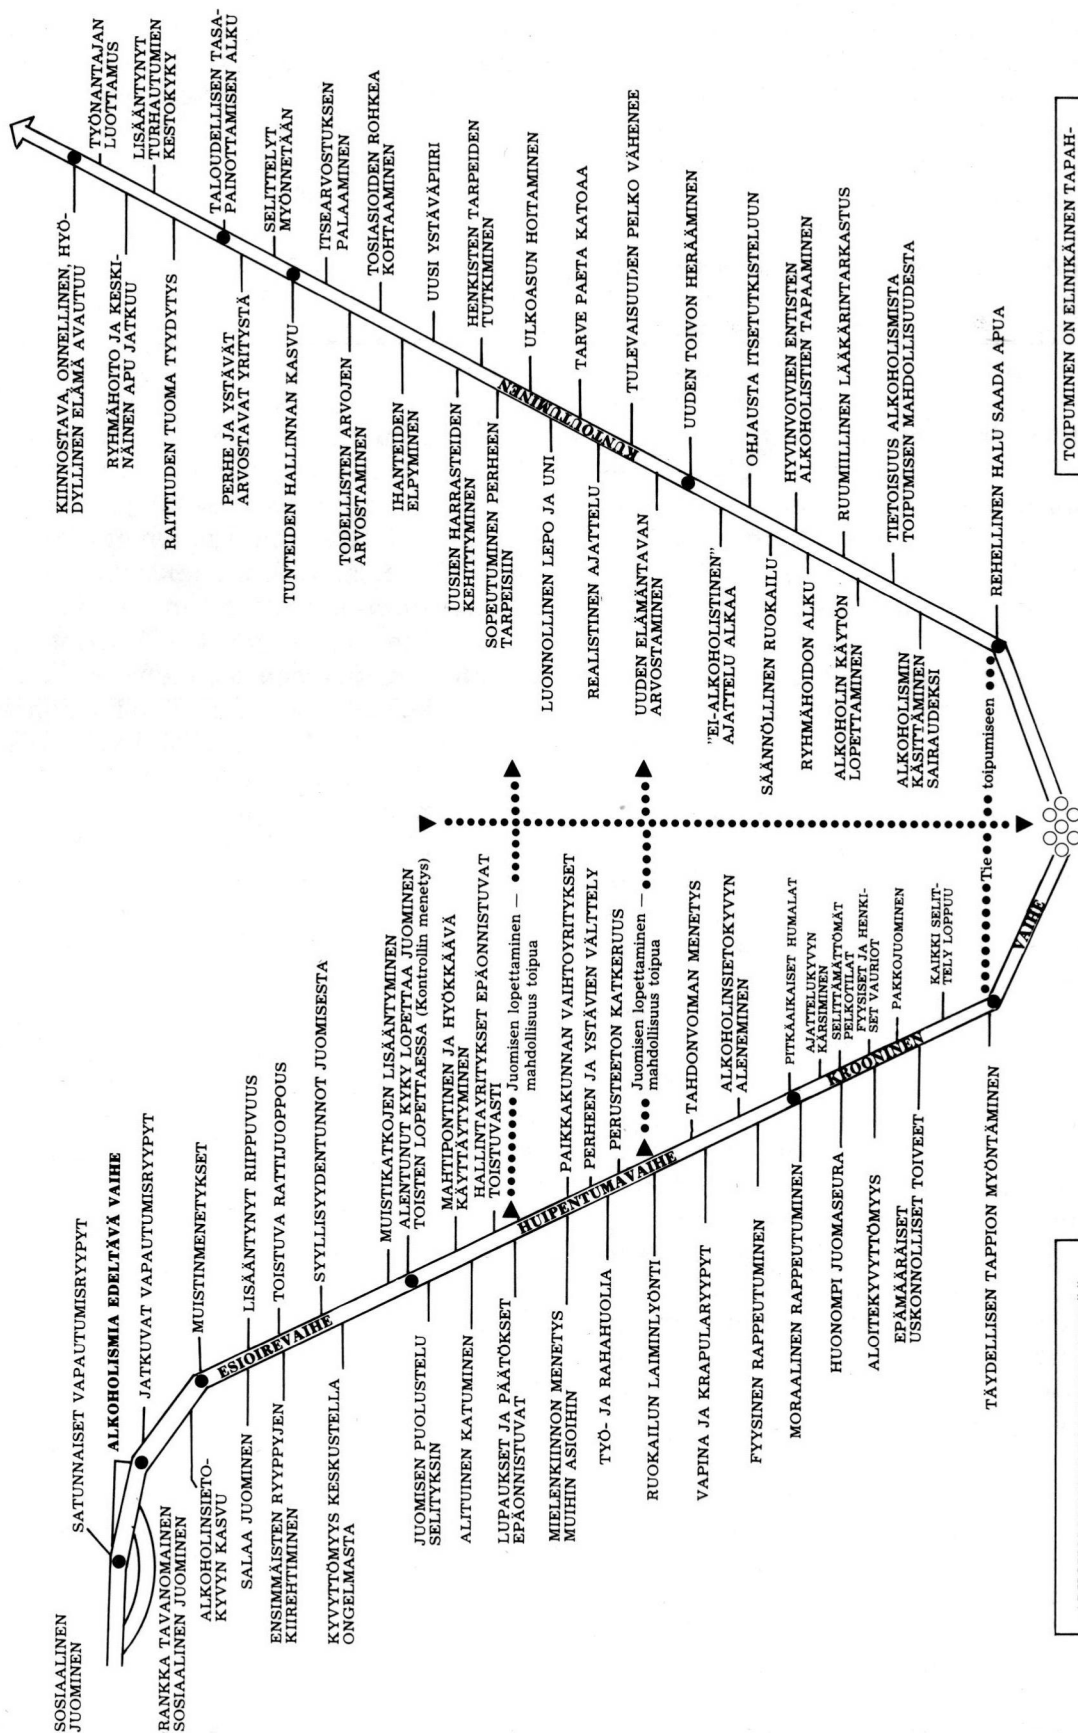 SOSIAALINEN
JUOMINEN
SATUNNAISET VAPAUTUMISRYYPYT
ALKOHOLISMIA EDELTÄVÄ VAIHE
JATKUVAT VAPAUTUMISRYYPYT
RANKKA TAVANOMAINEN
SOSIAALINEN JUOMINEN
ALKOHOLINSIETO-
KYVYN KASVU
MUISTINMENETYKSET
ESIOIREVAIHE
SALAA JUOMINEN
LISÄÄNTYNYT RIIPPUVUUS
ENSIMMÄISTEN RYYPPYJEN
KIIREHTIMINEN
TOISTUVA RATTIJUOPPOUS
SYYLLISYYDENTUNNOT JUOMISESTA
KYVYTTÖMYYS KESKUSTELLA
ONGELMASTA
MUISTIKATKOJEN LISÄÄNTYMINEN
ALENTUNUT KYKY LOPETTAA JUOMINEN
TOISTEN LOPETTAESSA (Kontrollin menetys)
JUOMISEN PUOLUSTELU
SELITYKSIN
MAHTIPONTINEN JA HYÖKKÄÄVÄ
KÄYTTÄYTYMINEN
ALITUINEN KATUMINEN
HALLINTAYRITYKSET EPÄONNISTUVAT
TOISTUVASTI
LUPAUKSET JA PÄÄTÖKSET
EPÄONNISTUVAT
Juomisen lopettaminen —
mahdollisuus toipua
HUIPENTUMAVAIHE
MIELENKIINNON MENETYS
MUIHIN ASIOIHIN
PAIKKAKUNNAN VAIHTOYRITYKSET
PERHEEN JA YSTÄVIEN VÄLTTELY
TYÖ- JA RAHAHUOLIA
PERUSTEETON KATKERUUS
Juomisen lopettaminen —
mahdollisuus toipua
RUOKAILUN LAIMINLYÖNTI
TAHDONVOIMAN MENETYS
VAPINA JA KRAPULARYYPYT
ALKOHOLINSIETOKYVYN
ALENEMINEN
FYYSINEN RAPPEUTUMINEN
PITKÄAIKAISET HUMALAT
MORAALINEN RAPPEUTUMINEN
AJATTELUKYVYN
KÄRSIMINEN
KROONINEN
HUONOMPI JUOMASEURA
SELITTÄMÄTTÖMÄT
PELKOTILAT
ALOITEKYVYTTÖMYYS
FYYSISET JA HENKI-
SET VAURIOT
EPÄMÄÄRÄISET
USKONNOLLISET TOIVEET
PAKKOJUOMINEN
KAIKKI SELIT-
TELY LOPPUU
TÄYDELLISEN TAPPION MYÖNTÄMINEN
VAIHE
Tie toipumiseen
REHELLINEN HALU SAADA APUA
ALKOHOLISMIN
KÄSITTÄMINEN
SAIRAUDEKSI
TIETOISUUS ALKOHOLISMISTA
TOIPUMISEN MAHDOLLISUUDESTA
ALKOHOLIN KÄYTÖN
LOPETTAMINEN
RUUMIILLINEN LÄÄKÄRINTARKASTUS
RYHMÄHOIDON ALKU
HYVINVOIVIEN ENTISTEN
ALKOHOLISTIEN TAPAAMINEN
SÄÄNNÖLLINEN RUOKAILU
OHJAUSTA ITSETUTKISTELUUN
"EI-ALKOHOLISTINEN"
AJATTELU ALKAA
UUDEN TOIVON HERÄÄMINEN
UUDEN ELÄMÄNTAVAN
ARVOSTAMINEN
KUNTOUTUMINEN
TULEVAISUUDEN PELKO VÄHENEE
REALISTINEN AJATTELU
TARVE PAETA KATOAA
LUONNOLLINEN LEPO JA UNI
ULKOASUN HOITAMINEN
SOPEUTUMINEN PERHEEN
TARPEISIIN
HENKISTEN TARPEIDEN
TUTKIMINEN
UUSIEN HARRASTEIDEN
KEHITTYMINEN
UUSI YSTÄVÄPIIRI
IHANTEIDEN
ELPYMINEN
TOSIASIOIDEN ROHKEA
KOHTAAMINEN
TODELLISTEN ARVOJEN
ARVOSTAMINEN
ITSEARVOSTUKSEN
PALAAMINEN
TUNTEIDEN HALLINNAN KASVU
SELITTELYT
MYÖNNETÄÄN
PERHE JA YSTÄVÄT
ARVOSTAVAT YRITYSTÄ
TALOUDELLISEN TASA-
PAINOTTAMISEN ALKU
RAITTIUDEN TUOMA TYYDYTYS
LISÄÄNTYNYT
TURHAUTUMIEN
KESTOKYKY
RYHMÄHOITO JA KESKI-
NÄINEN APU JATKUU
TYÖNANTAJAN
LUOTTAMUS
KIINNOSTAVA, ONNELLINEN, HYÖ-
DYLLINEN ELÄMÄ AVAUTUU
TOIPUMINEN ON ELINIKÄINEN TAPAH-